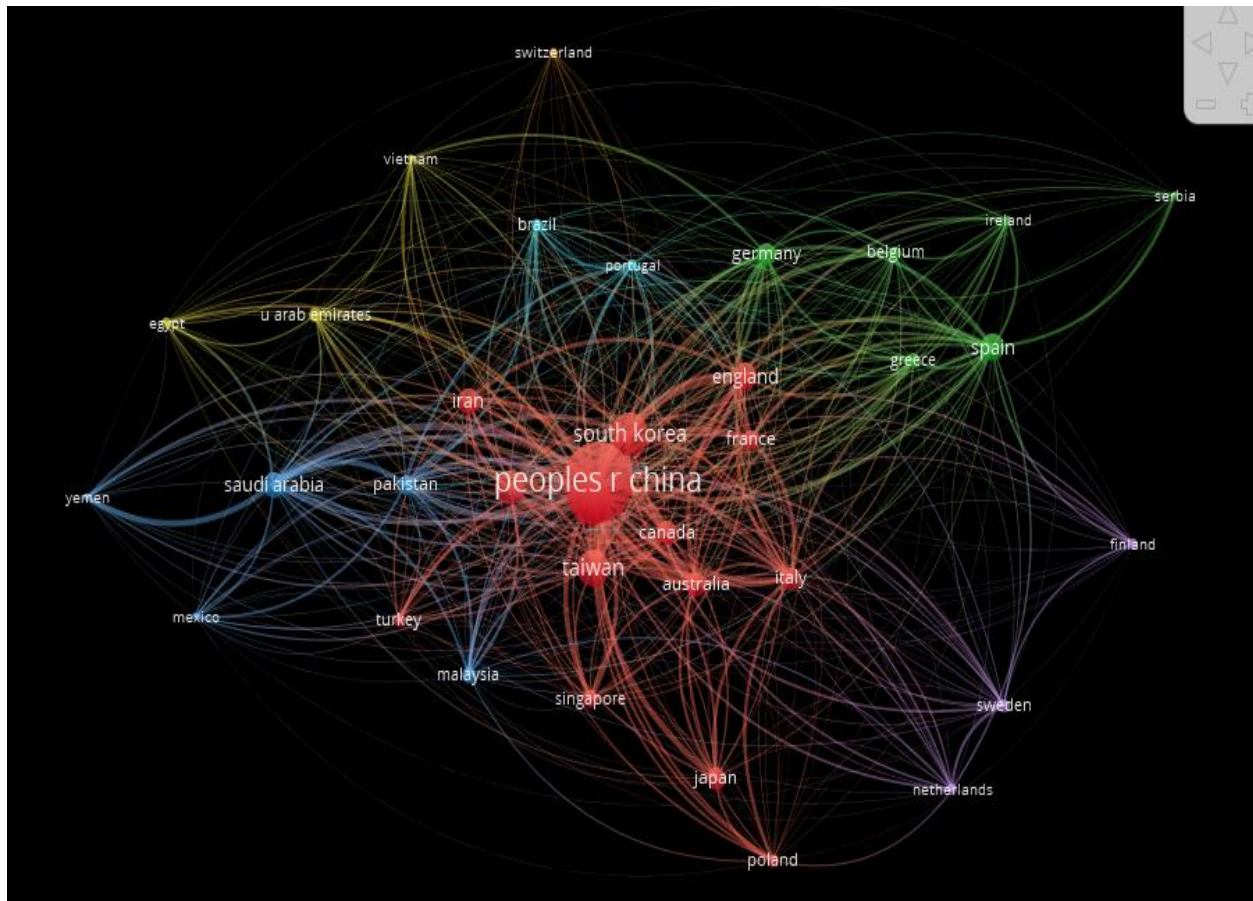 switzerland
vietnam
serbia
brazil
ireland
germany
belgium
portugal
u arab emirates
egypt
spain
greece
england
iran
south korea
france
peoples r china
saudi arabia
pakistan
yemen
canada
finland
taiwan
australia
italy
mexico
turkey
malaysia
singapore
sweden
japan
netherlands
poland